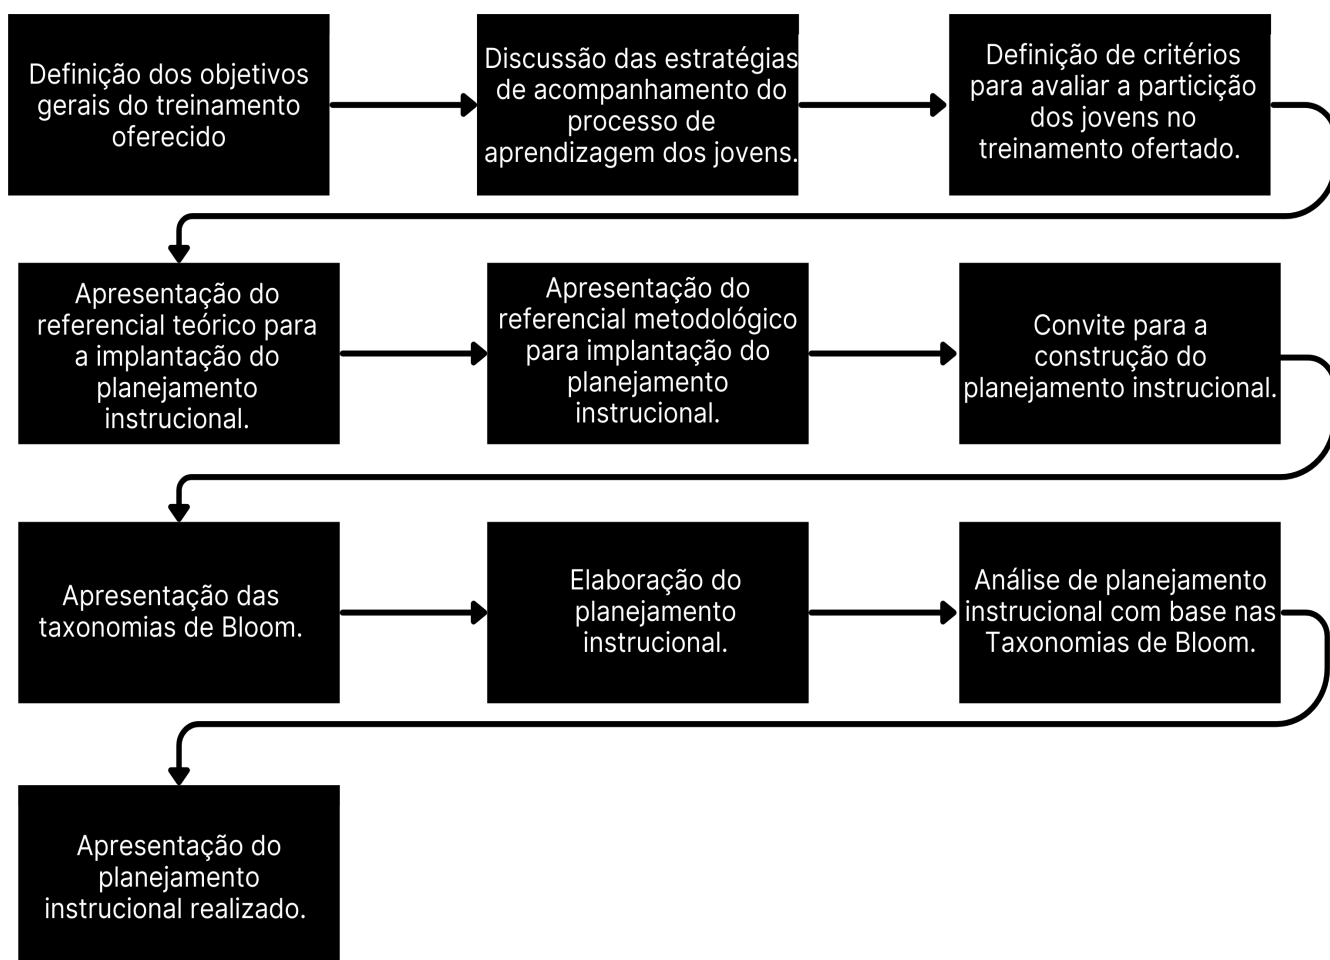 Definição dos objetivos
gerais do treinamento
oferecido
Discussão das estratégias
de acompanhamento do
processo de
aprendizagem dos jovens.
Definição de critérios
para avaliar a particição
dos jovens no
treinamento ofertado.
Apresentação do
referencial teórico para
a implantação do
planejamento
instrucional.
Apresentação do
referencial metodológico
para implantação do
planejamento
instrucional.
Convite para a
construção do
planejamento instrucional.
Apresentação das
taxonomias de Bloom.
Elaboração do
planejamento
instrucional.
Análise de planejamento
instrucional com base nas
Taxonomias de Bloom.
Apresentação do
planejamento
instrucional realizado.